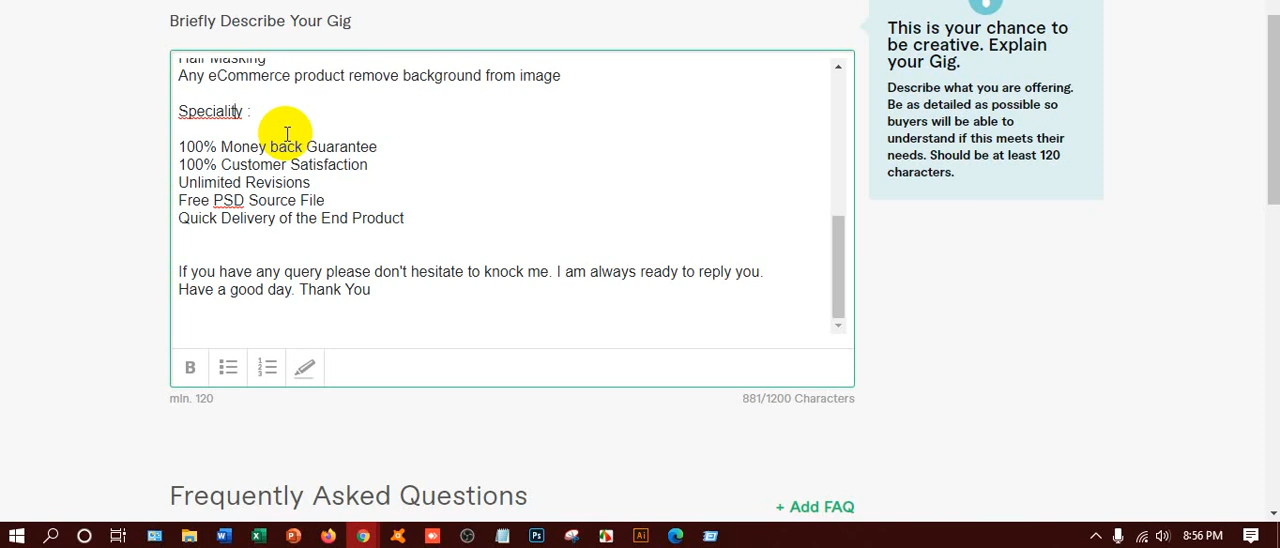 Briefly Describe Your Gig
Hair Masking
Any eCommerce product remove background from image
Speciality :
100% Money back Guarantee
100% Customer Satisfaction
Unlimited Revisions
Free PSD Source File
Quick Delivery of the End Product
If you have any query please don't hesitate to knock me. I am always ready to reply you.
Have a good day. Thank You
B
min. 120
881/1200 Characters
This is your chance to
be creative. Explain
your Gig.
Describe what you are offering.
Be as detailed as possible so
buyers will be able to
understand if this meets their
needs. Should be at least 120
characters.
Frequently Asked Questions
+ Add FAQ
8:56 PM